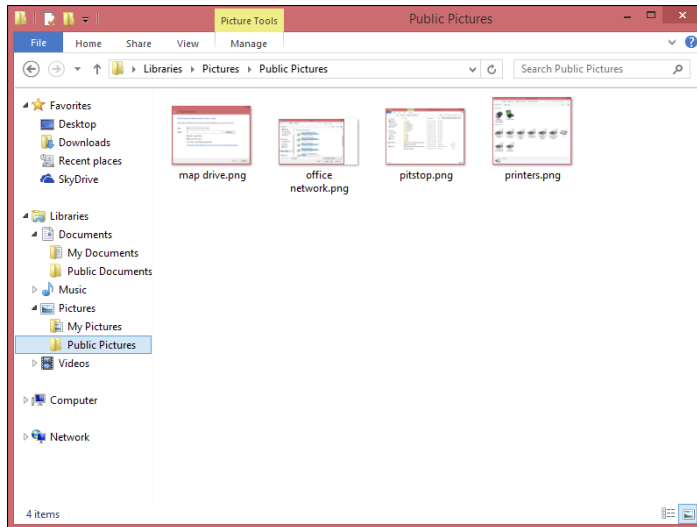 Picture Tools
Public Pictures
File
Home
Share
View
Manage
Libraries
Pictures
Public Pictures
Search Public Pictures
Favorites
Desktop
Downloads
Recent places
SkyDrive
Libraries
Documents
My Documents
Public Documents
Music
Pictures
My Pictures
Public Pictures
Videos
Computer
Network
map drive.png
office
network.png
pitstop.png
printers.png
4 items